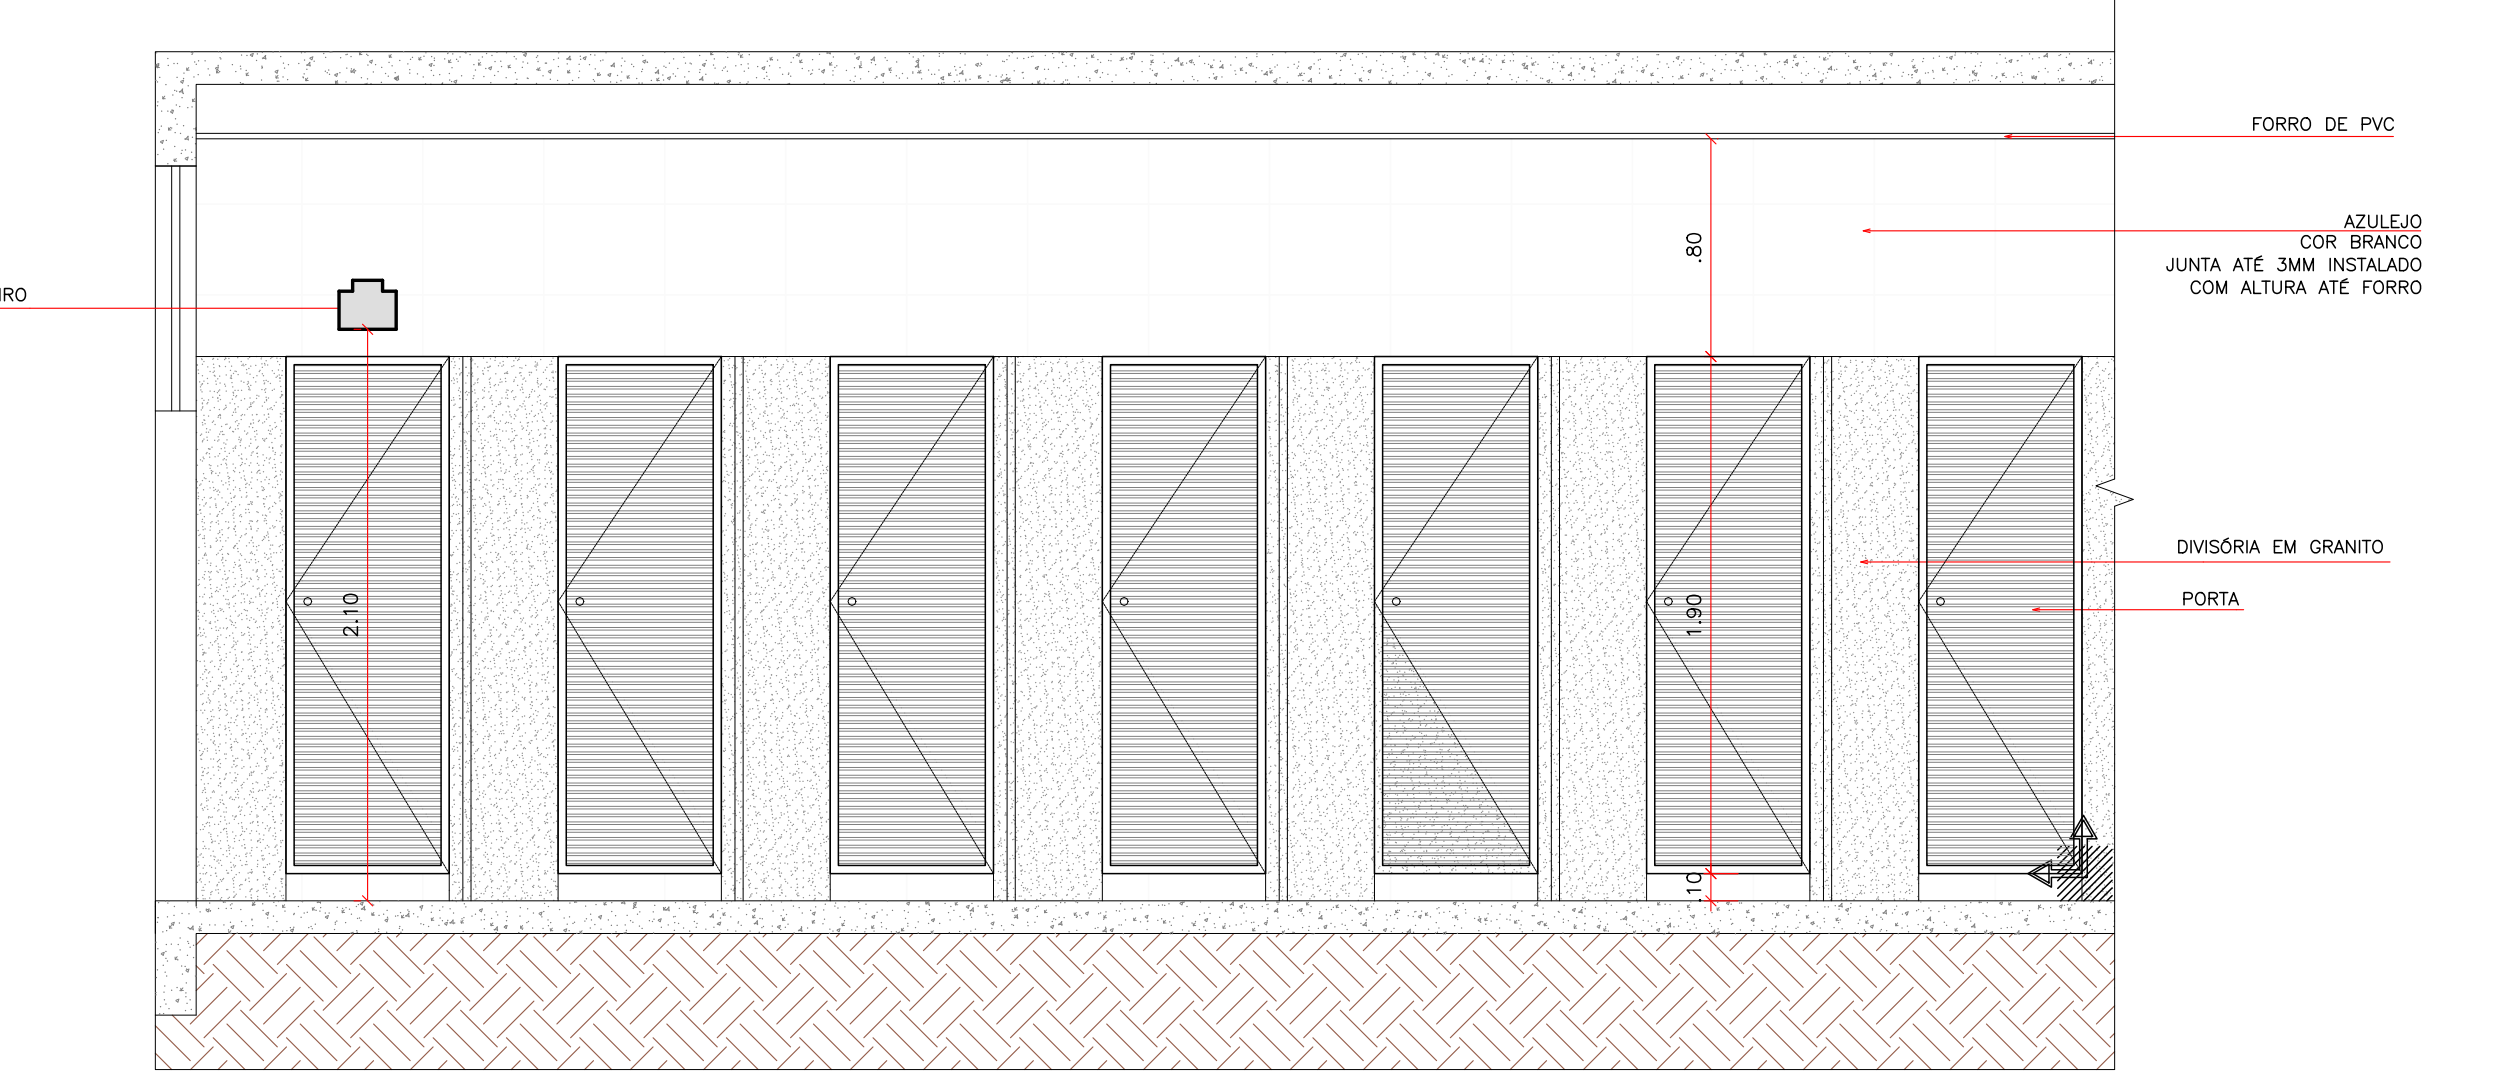 FORRO DE PVC
AZULEJO
COR BRANCO
JUNTA ATÉ 3MM INSTALADO
COM ALTURA ATÉ FORRO
.80
2.10
1.90
DIVISÓRIA EM GRANITO
PORTA
.10